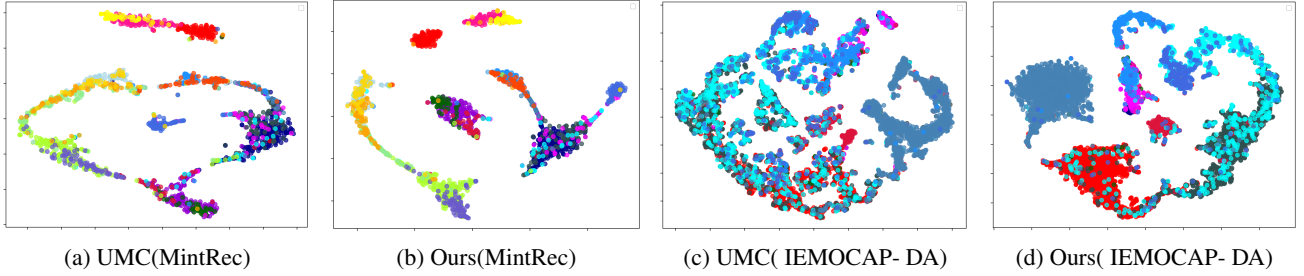 (a) UMC(MintRec)
(b) Ours(MintRec)
(c) UMC( IEMOCAP- DA)
(d) Ours( IEMOCAP- DA)